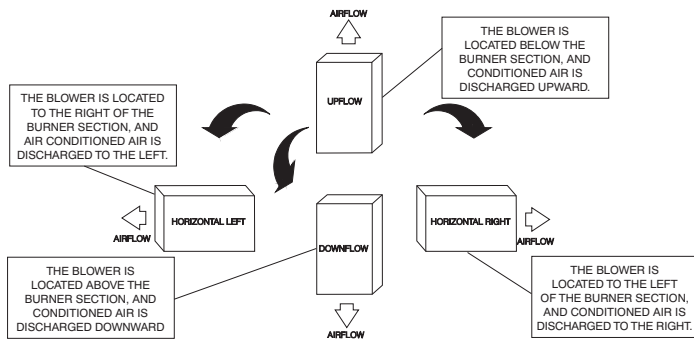 AIRFLOW
THE BLOWER IS
LOCATED BELOW THE
BURNER SECTION, AND
CONDITIONED AIR IS
DISCHARGED UPWARD.
UPFLOW
THE BLOWER IS LOCATED
TO THE RIGHT OF THE
BURNER SECTION, AND
AIR CONDITIONED AIR IS
DISCHARGED TO THE LEFT.
HORIZONTAL LEFT
AIRFLOW
DOWNFLOW
HORIZONTAL RIGHT
AIRFLOW
THE BLOWER IS
LOCATED ABOVE THE
BURNER SECTION, AND
CONDITIONED AIR IS
DISCHARGED DOWNWARD
THE BLOWER IS
LOCATED TO THE LEFT
OF THE BURNER SECTION,
AND CONDITIONED AIR IS
DISCHARGED TO THE RIGHT.
AIRFLOW